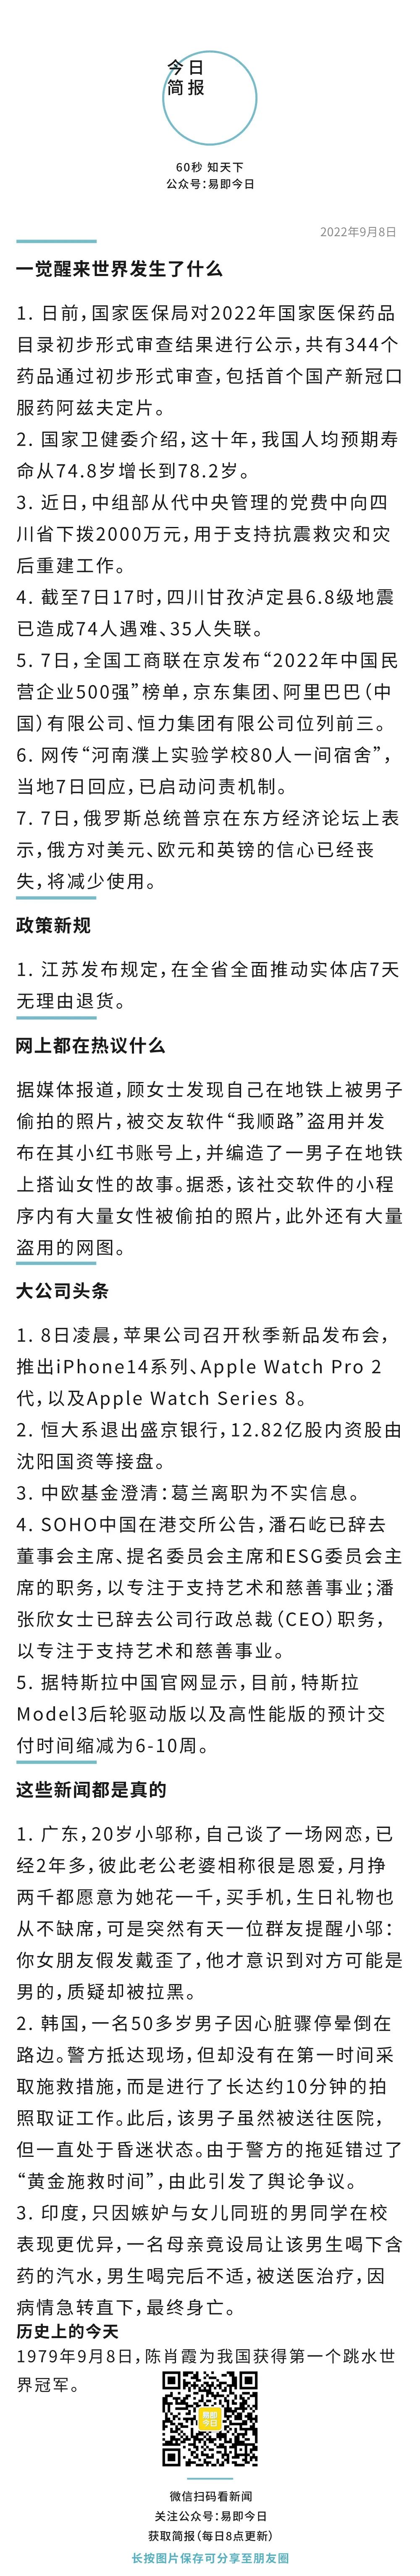 今日
简报
60秒 知天下
公众号：易即今日
2022年9月8日
一觉醒来世界发生了什么
1. 日前，国家医保局对2022年国家医保药品
目录初步形式审查结果进行公示，共有344个
药品通过初步形式审查，包括首个国产新冠口
服药阿兹夫定片。
2. 国家卫健委介绍，这十年，我国人均预期寿
命从74.8岁增长到78.2岁。
3. 近日，中组部从代中央管理的党费中向四
川省下拨2000万元，用于支持抗震救灾和灾
后重建工作。
4. 截至7日17时，四川甘孜泸定县6.8级地震
已造成74人遇难、35人失联。
5. 7日，全国工商联在京发布“2022年中国民
营企业500强”榜单，京东集团、阿里巴巴（中
国）有限公司、恒力集团有限公司位列前三。
6. 网传“河南濮上实验学校80人一间宿舍”，
当地7日回应，已启动问责机制。
7. 7日，俄罗斯总统普京在东方经济论坛上表
示，俄方对美元、欧元和英镑的信心已经丧
失，将减少使用。
政策新规
1. 江苏发布规定，在全省全面推动实体店7天
无理由退货。
网上都在热议什么
据媒体报道，顾女士发现自己在地铁上被男子
偷拍的照片，被交友软件“我顺路”盗用并发
布在其小红书账号上，并编造了一男子在地铁
上搭讪女性的故事。据悉，该社交软件的小程
序内有大量女性被偷拍的照片，此外还有大量
盗用的网图。
大公司头条
1. 8日凌晨，苹果公司召开秋季新品发布会，
推出iPhone14系列、Apple Watch Pro 2
代，以及Apple Watch Series 8。
2. 恒大系退出盛京银行，12.82亿股内资股由
沈阳国资等接盘。
3. 中欧基金澄清：葛兰离职为不实信息。
4. SOHO中国在港交所公告，潘石屹已辞去
董事会主席、提名委员会主席和ESG委员会主
席的职务，以专注于支持艺术和慈善事业；潘
张欣女士已辞去公司行政总裁（CEO）职务，
以专注于支持艺术和慈善事业。
5. 据特斯拉中国官网显示，目前，特斯拉
Model3后轮驱动版以及高性能版的预计交
付时间缩减为6-10周。
这些新闻都是真的
1. 广东，20岁小邬称，自己谈了一场网恋，已
经2年多，彼此老公老婆相称很是恩爱，月挣
两千都愿意为她花一千，买手机，生日礼物也
从不缺席，可是突然有天一位群友提醒小邬：
你女朋友假发戴歪了，他才意识到对方可能是
男的，质疑却被拉黑。
2. 韩国，一名50多岁男子因心脏骤停晕倒在
路边。警方抵达现场，但却没有在第一时间采
取施救措施，而是进行了长达约10分钟的拍
照取证工作。此后，该男子虽然被送往医院，
但一直处于昏迷状态。由于警方的拖延错过了
“黄金施救时间”，由此引发了舆论争议。
3. 印度，只因嫉妒与女儿同班的男同学在校
表现更优异，一名母亲竟设局让该男生喝下含
药的汽水，男生喝完后不适，被送医治疗，因
病情急转直下，最终身亡。
历史上的今天
1979年9月8日，陈肖霞为我国获得第一个跳水世
界冠军。
易即
今日
微信扫码看新闻
关注公众号：易即今日
获取简报（每日8点更新）
长按图片保存可分享至朋友圈